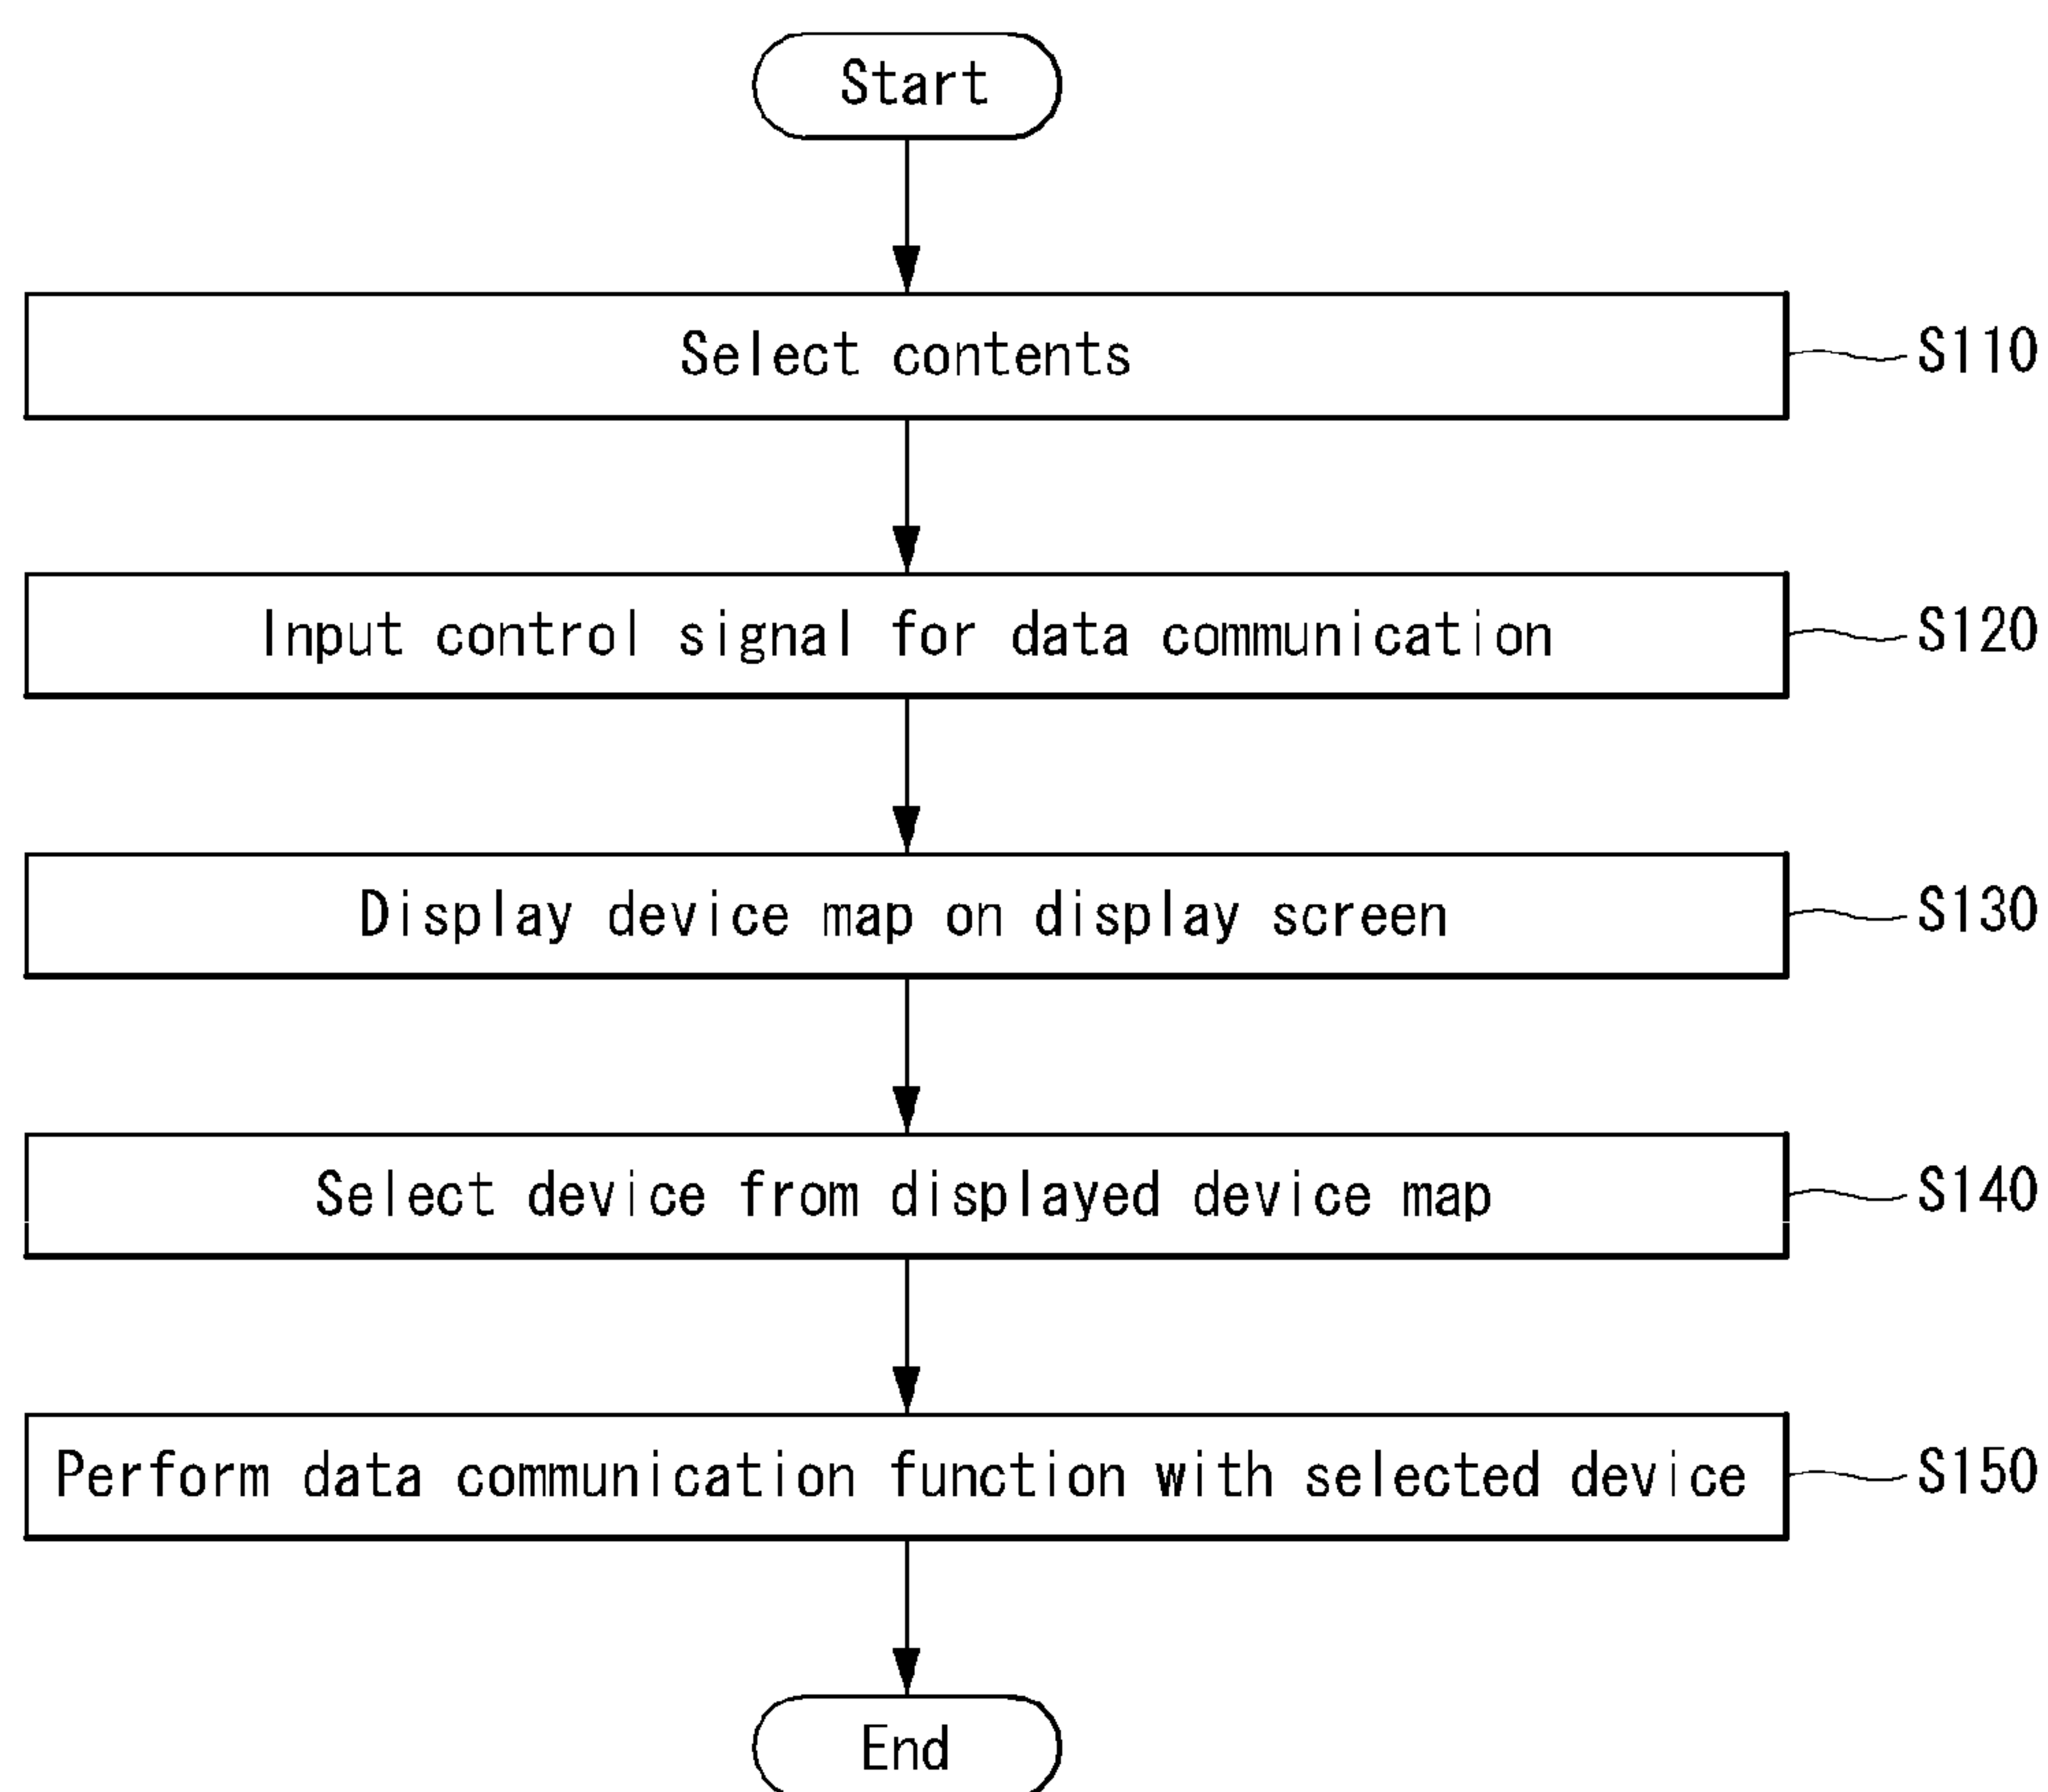 Start
Select contents
S110
Input control signal for data communication
S120
Display device map on display screen
S130
Select device from displayed device map
S140
Perform data communication function with selected device
S150
End